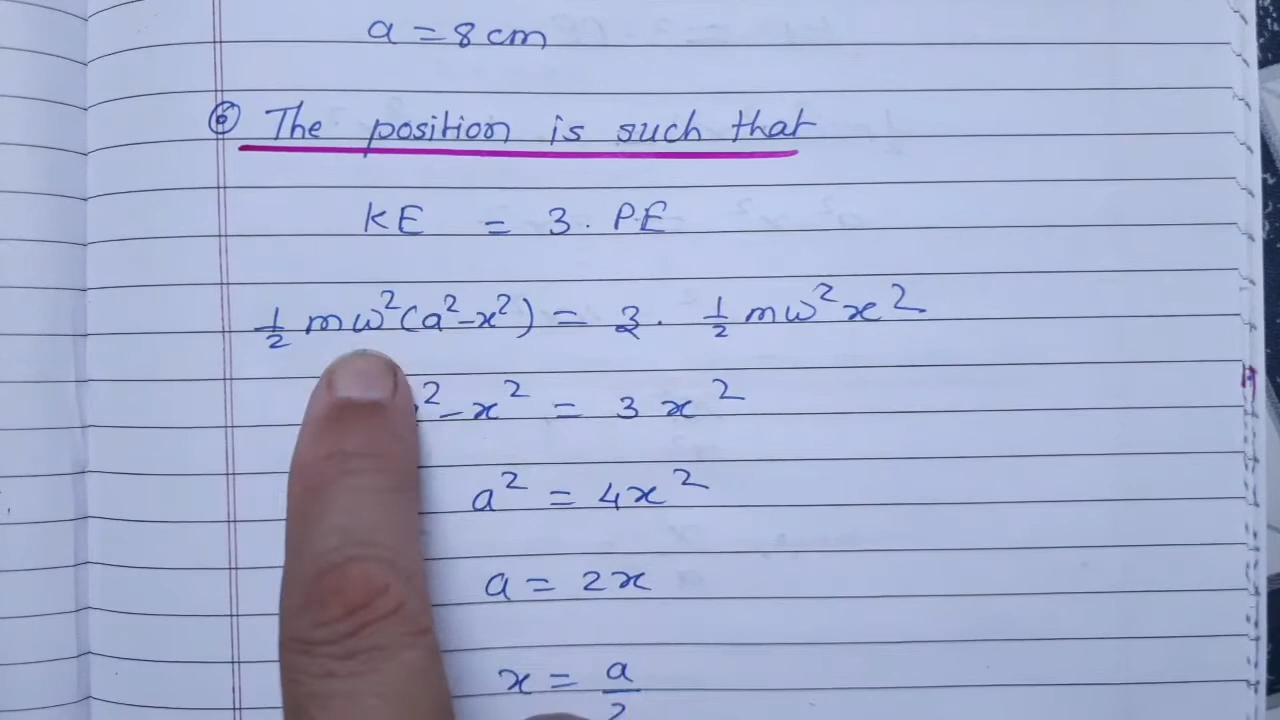 a = 8 cm
⑥ The position is such that
KE = 3 . P.E
½ mω²(a²-x²) = 3 . ½ mω²x²
²-x² = 3x²
a² = 4x²
a = 2x
x = a/2